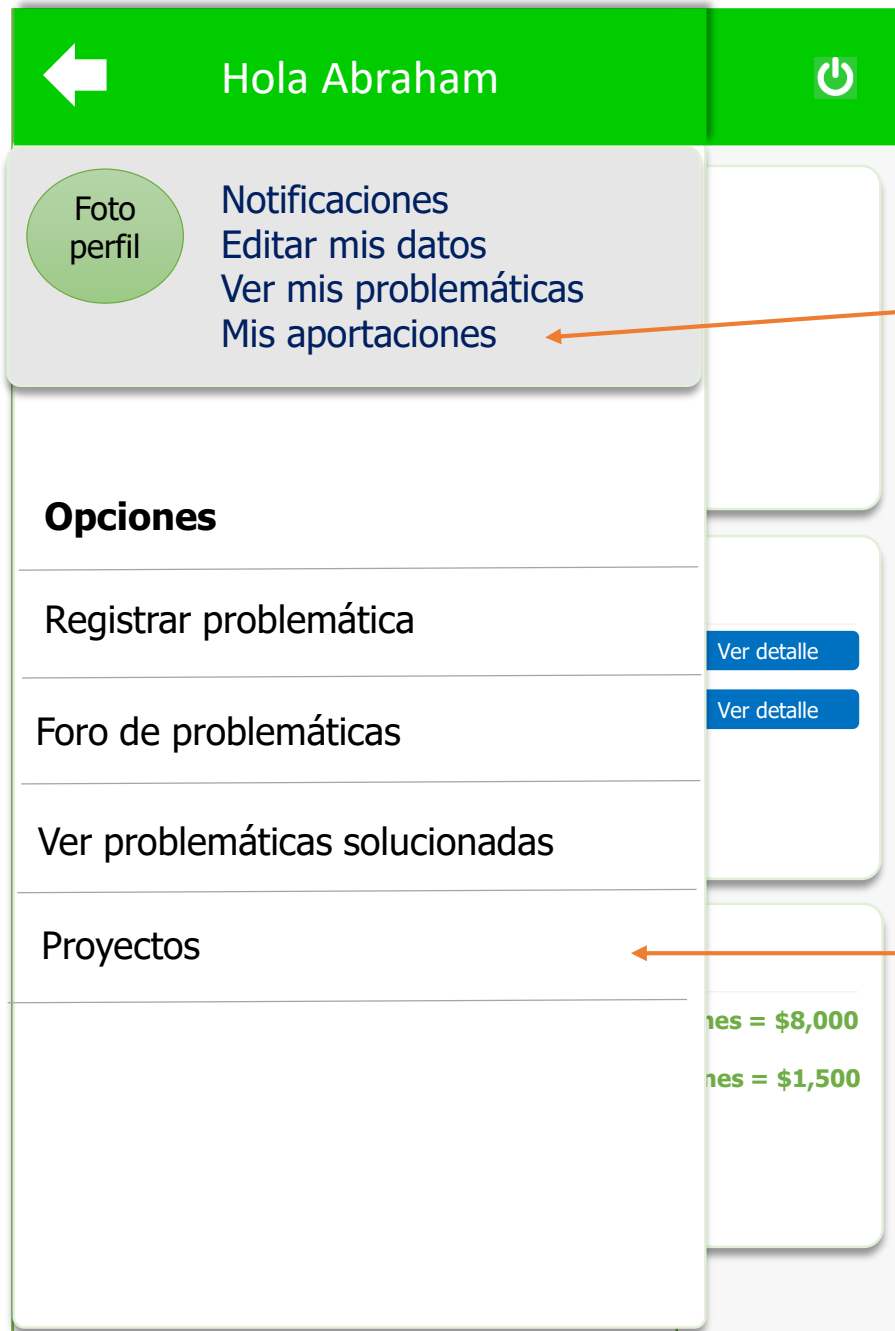 Hola Abraham
Foto
perfil
Notificaciones
Editar mis datos
Ver mis problemáticas
Mis aportaciones
Opciones
Registrar problemática
Foro de problemáticas
Ver problemáticas solucionadas
Proyectos
Ver detalle
Ver detalle
nes = $8,000
nes = $1,500